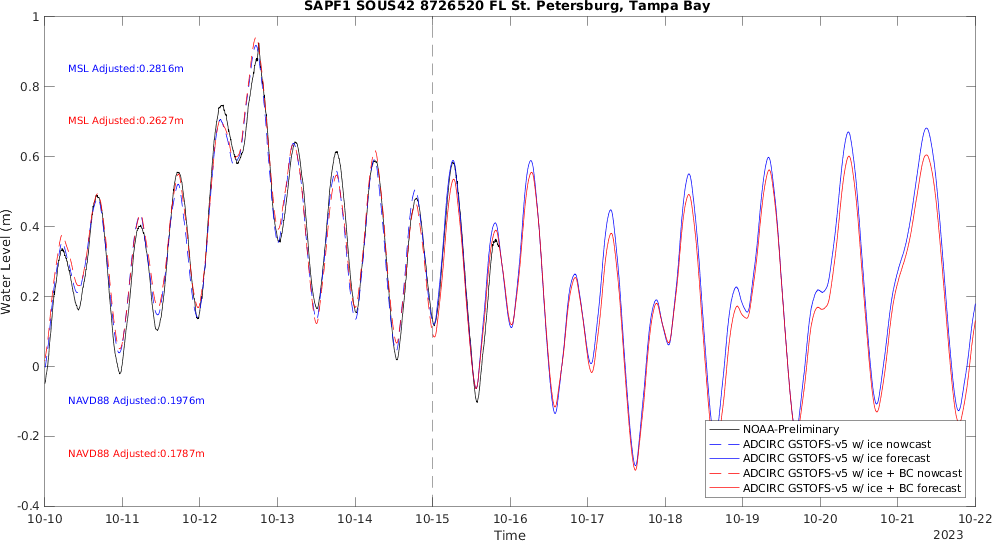 SAPF1 SOUS42 8726520 FL St. Petersburg, Tampa Bay
1
0.8
0.6
0.4
0.2
0
-0.2
-0.4
Water Level (m)
MSL Adjusted:0.2816m
MSL Adjusted:0.2627m
NAVD88 Adjusted:0.1976m
NAVD88 Adjusted:0.1787m
NOAA-Preliminary
ADCIRC GSTOFS-v5 w/ ice nowcast
ADCIRC GSTOFS-v5 w/ ice forecast
ADCIRC GSTOFS-v5 w/ ice + BC nowcast
ADCIRC GSTOFS-v5 w/ ice + BC forecast
10-10 10-11 10-12 10-13 10-14 10-15 10-16 10-17 10-18 10-19 10-20 10-21 10-22
Time
2023